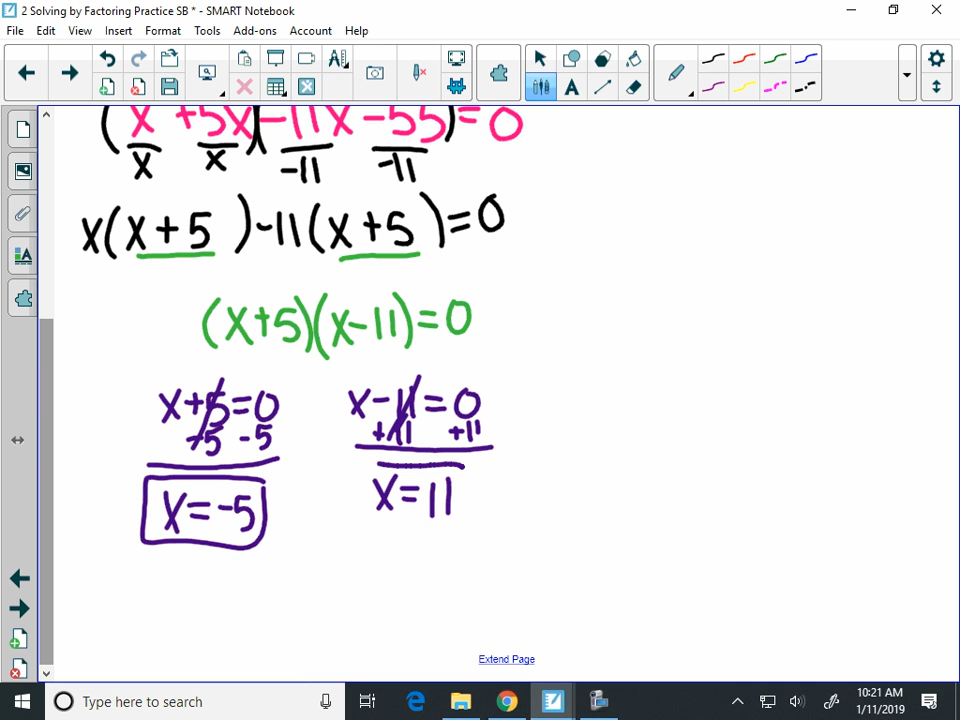 2 Solving by Factoring Practice SB * - SMART Notebook
File Edit View Insert Format Tools Add-ons Account Help
(x +5x)(-11x -55) = 0
x x -11 -11
x(x+5 )-11(x+5 )=0
(x+5)(x-11)=0
x+5=0 x-11=0
-5 -5 +11 +11
x=-5 x=11
Extend Page
Type here to search
10:21 AM
1/11/2019